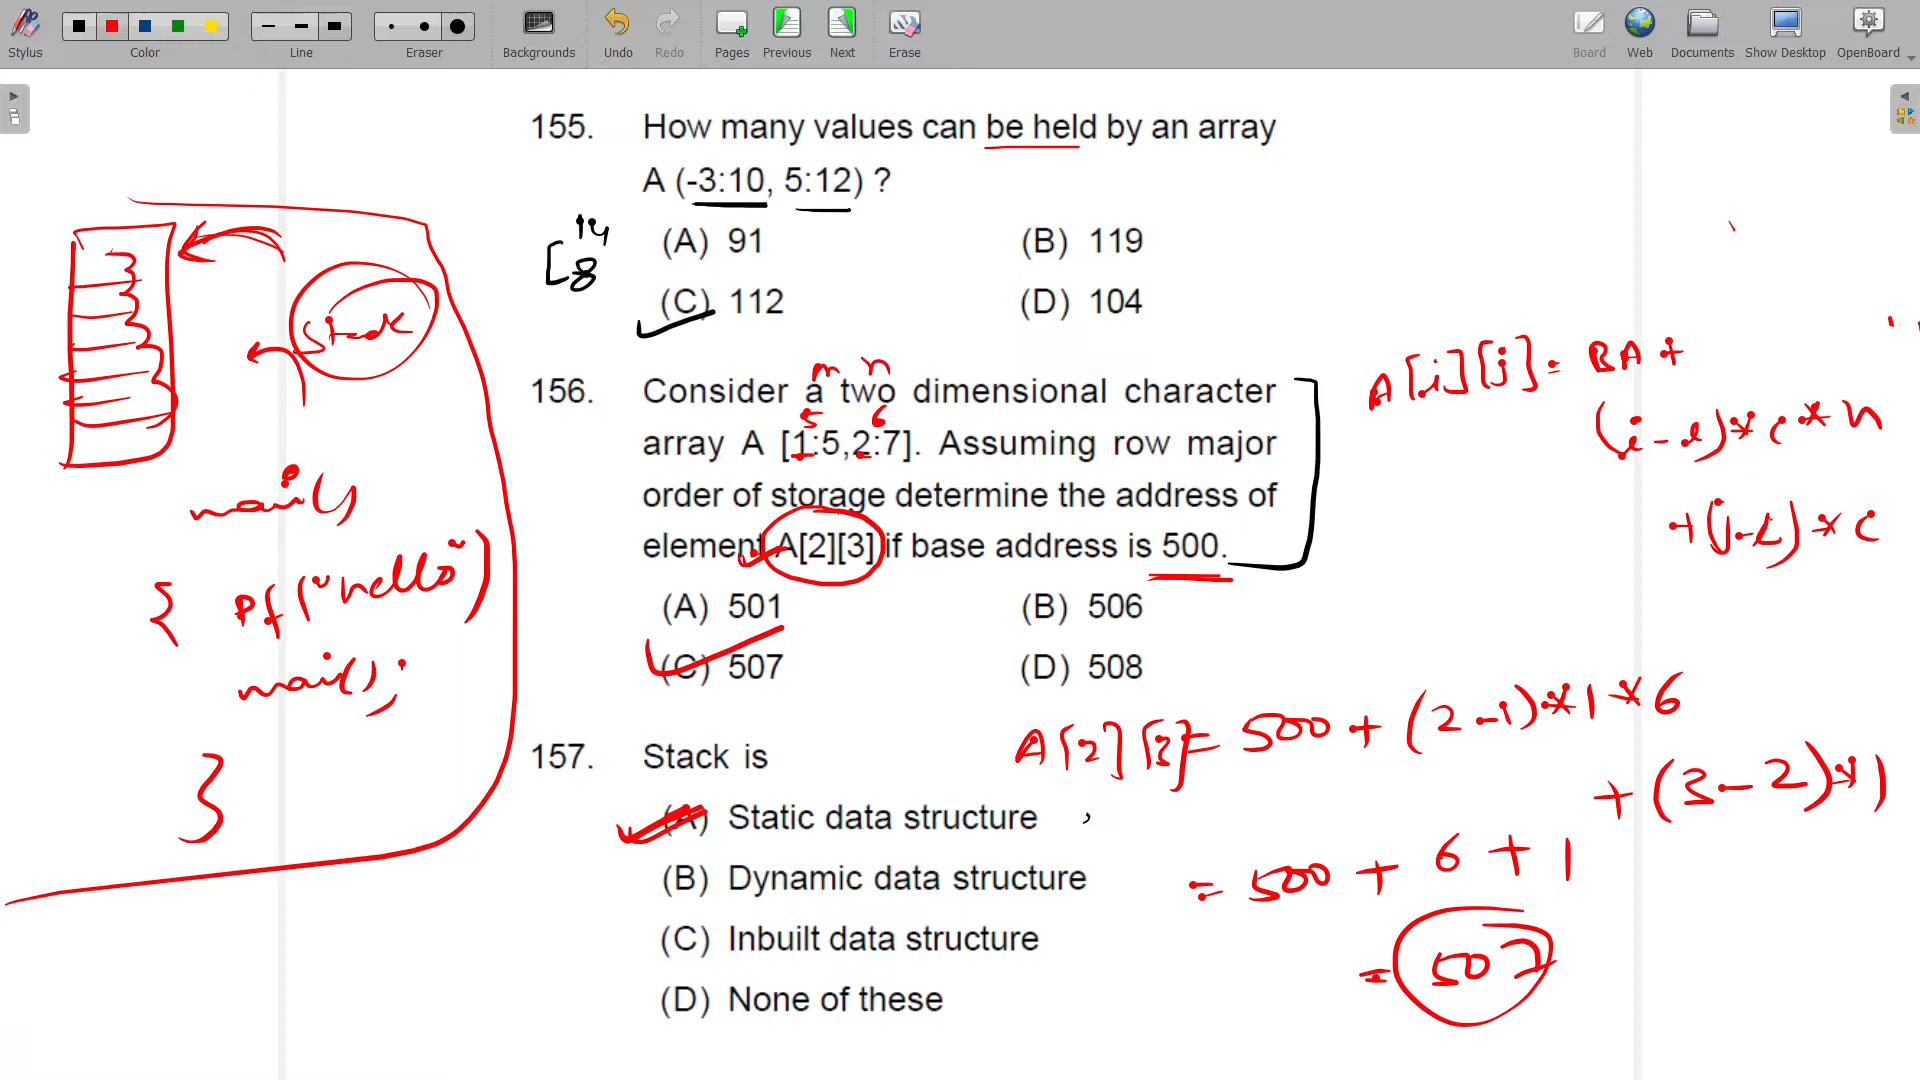 Stylus
Color
Line
Eraser
Backgrounds
Undo
Redo
Pages
Previous
Next
Erase
Board
Web
Documents
Show Desktop
OpenBoard
155. How many values can be held by an array
A (-3:10, 5:12) ?
14
[8
(A) 91
(B) 119
(C) 112
(D) 104
m n
156. Consider a two dimensional character
5 6
array A [1:5,2:7]. Assuming row major
order of storage determine the address of
element A[2][3] if base address is 500.
(A) 501
(B) 506
(C) 507
(D) 508
157. Stack is
(A) Static data structure
(B) Dynamic data structure
(C) Inbuilt data structure
(D) None of these
Stack
main()
{ Pf("hello")
main();
}
A[i][j] = BA +
* c * n
* c
A[2][3] = 500 + (2-1)*1*6
+ (3-2)*1
= 500 + 6 + 1
= 507